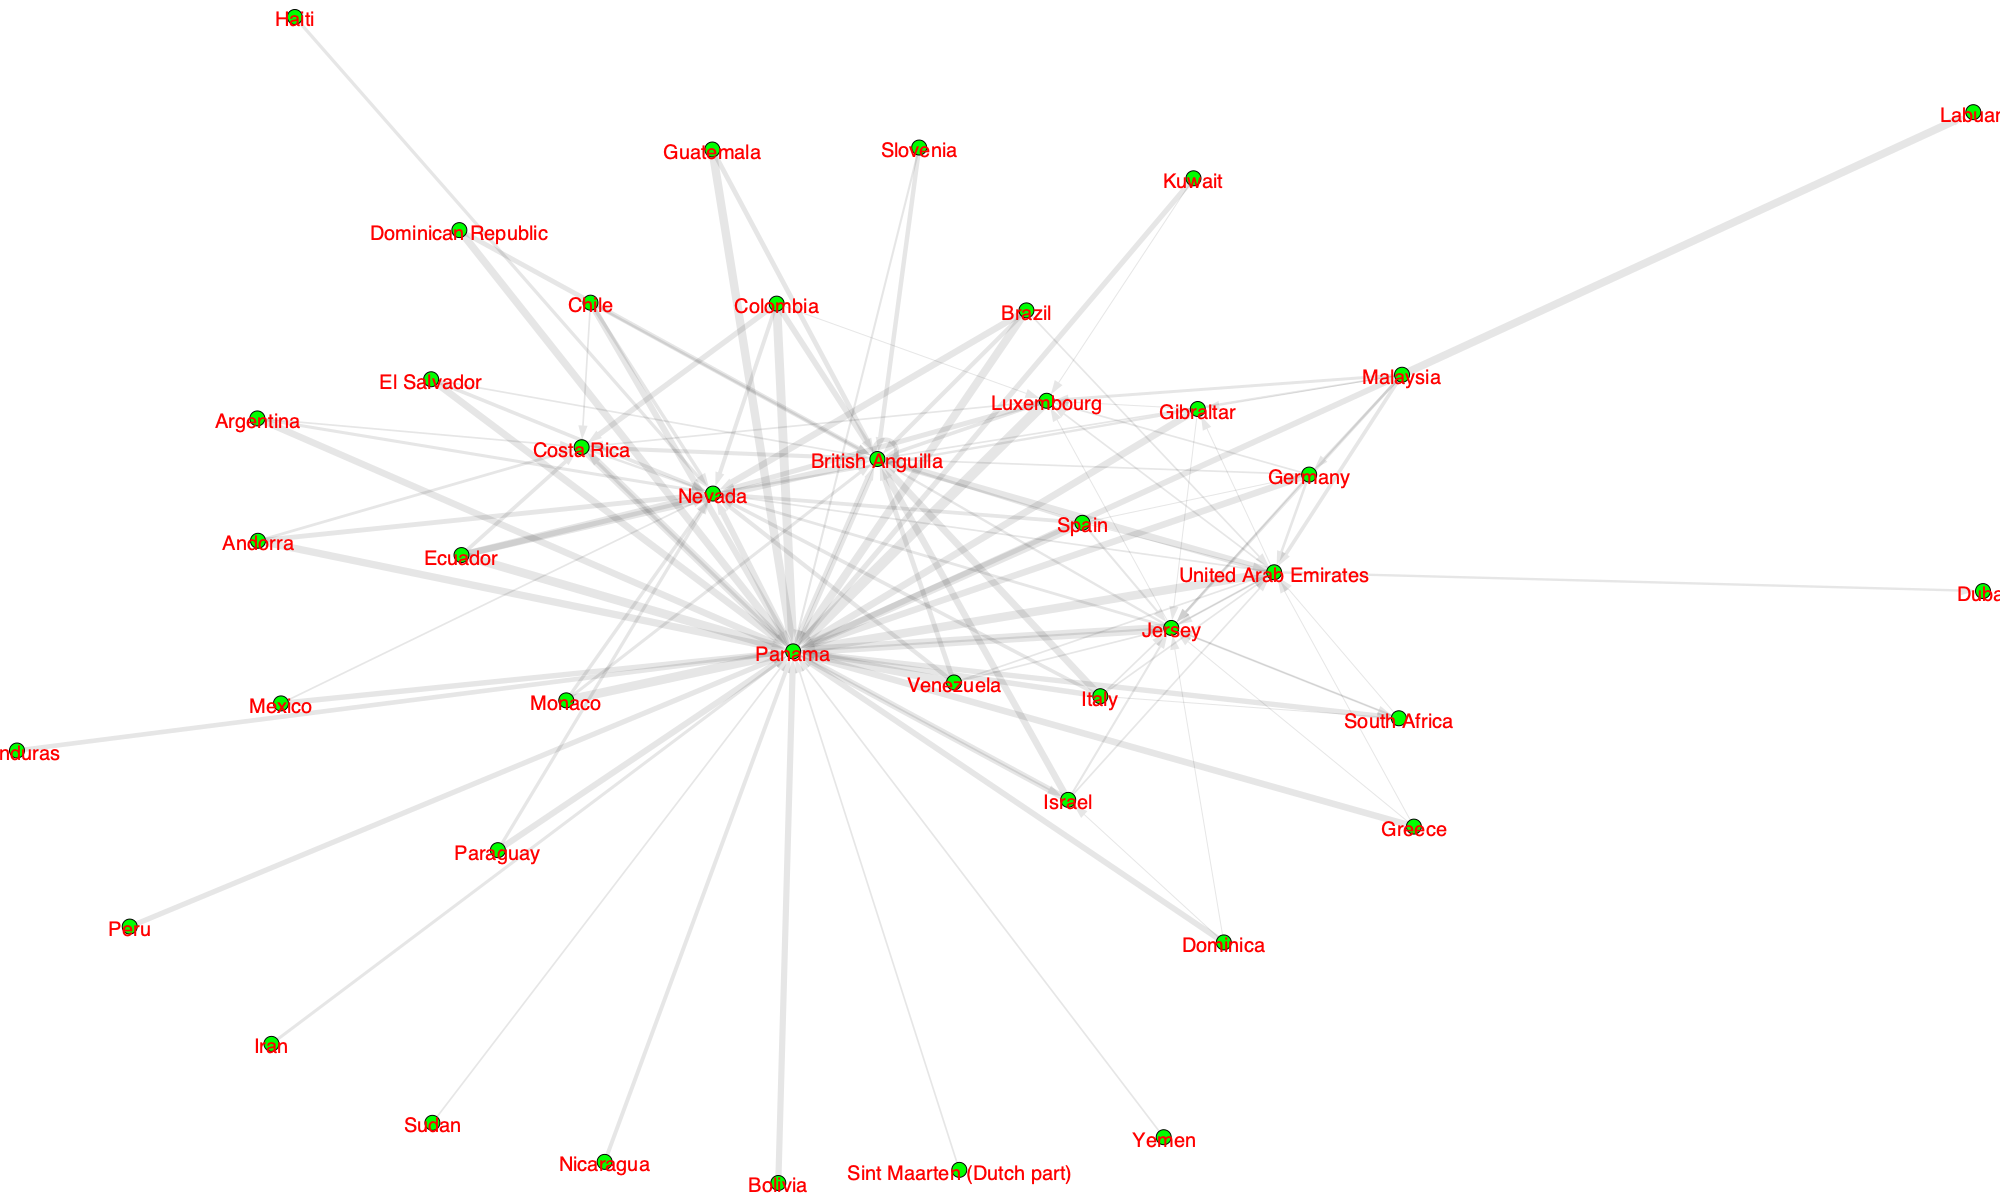 Haiti
Labuan
Guatemala
Slovenia
Kuwait
Dominican Republic
Chile
Colombia
Brazil
El Salvador
Malaysia
Luxembourg
Gibraltar
Argentina
Costa Rica
British Anguilla
Germany
Nevada
Spain
Andorra
Ecuador
United Arab Emirates
Duba
Jersey
Panama
Venezuela
Italy
Mexico
Monaco
South Africa
nduras
Israel
Greece
Paraguay
Peru
Dominica
Iran
Sudan
Yemen
Nicaragua
Sint Maarten (Dutch part)
Bolivia